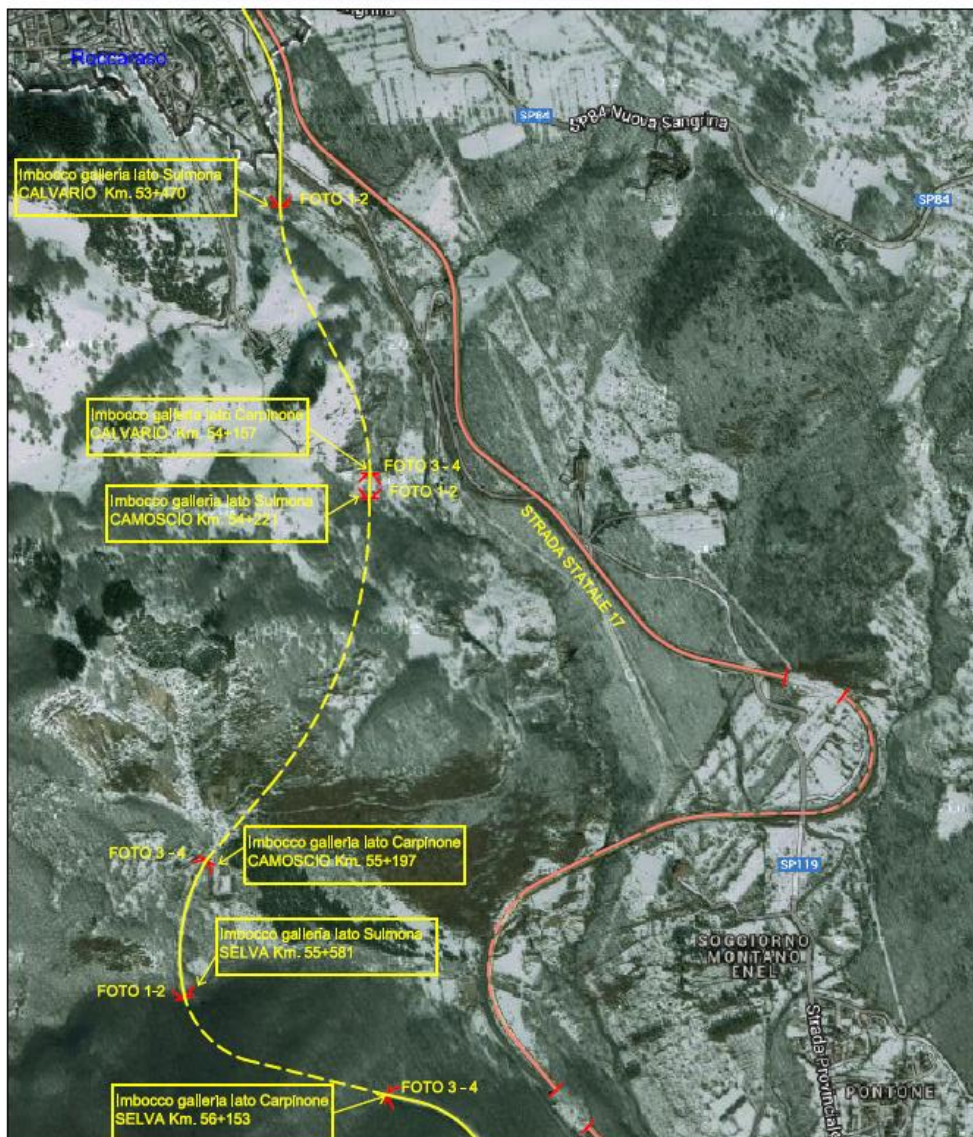 Roccaraso
SP84
SP84 Nuova Sangrina
SP84
Imbocco galleria lato Sulmona
CALVARIO Km. 53+470
FOTO 1-2
Imbocco galleria lato Carpinone
CALVARIO Km. 54+157
FOTO 3 - 4
Imbocco galleria lato Sulmona
CAMOSCIO Km. 54+221
FOTO 1-2
STRADA STATALE 17
FOTO 3 - 4
Imbocco galleria lato Carpinone
CAMOSCIO Km. 55+197
SP119
Imbocco galleria lato Sulmona
SELVA Km. 55+581
FOTO 1-2
SOGGIORNO
MONTANO
ENEL
Strada Provinciale
FOTO 3 - 4
Imbocco galleria lato Carpinone
SELVA Km. 56+153
PONTONE